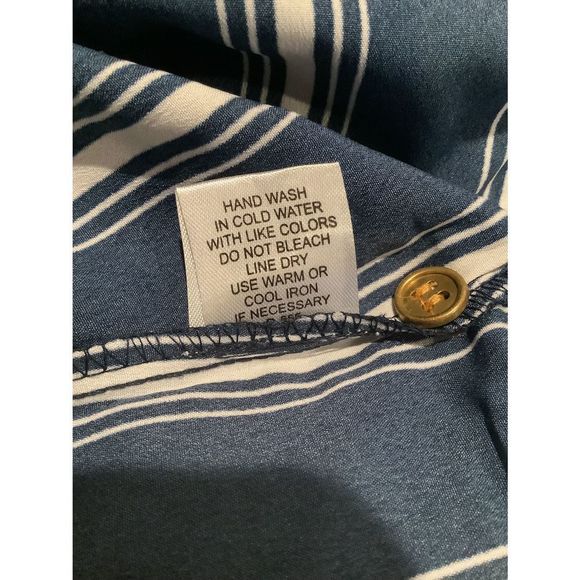 HAND WASH
IN COLD WATER
WITH LIKE COLORS
DO NOT BLEACH
LINE DRY
USE WARM OR
COOL IRON
IF NECESSARY